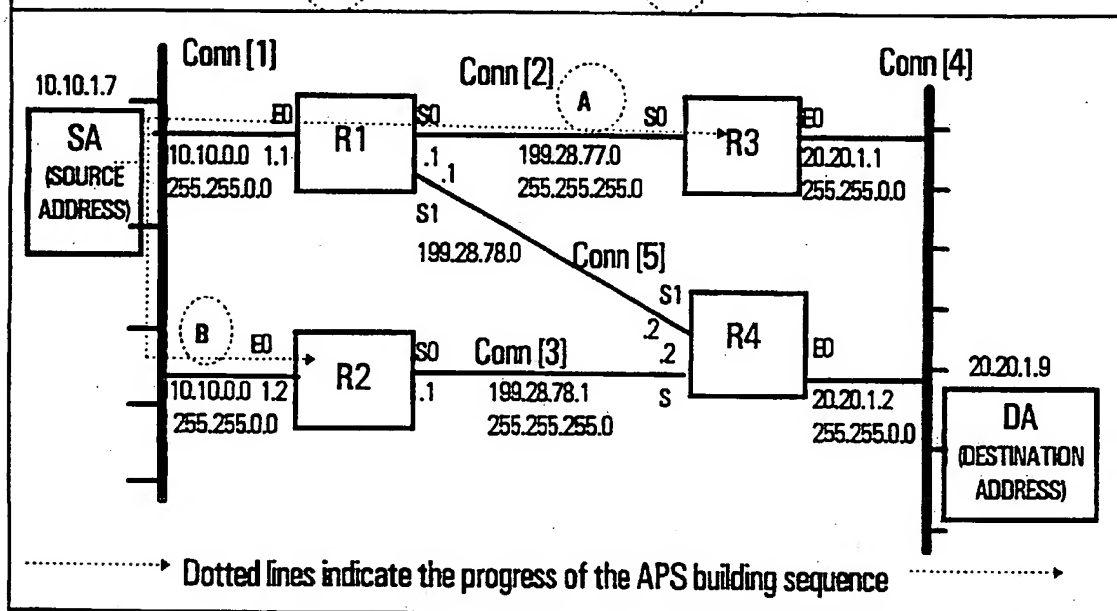 Conn [1]
Conn [2]
Conn [4]
10.10.1.7
A
SA
(SOURCE
ADDRESS)
E0
R1
S0
S0
R3
E0
10.10.0.0 1.1
255.255.0.0
.1
.1
199.28.77.0
255.255.255.0
20.20.1.1
255.255.0.0
S1
199.28.78.0
Conn [5]
S1
.2
.2
R4
E0
B
E0
R2
S0
Conn [3]
10.10.0.0 1.2
255.255.0.0
.1
199.28.78.1
255.255.255.0
S
20.20.1.2
255.255.0.0
20.20.1.9
DA
(DESTINATION
ADDRESS)
Dotted lines indicate the progress of the APS building sequence